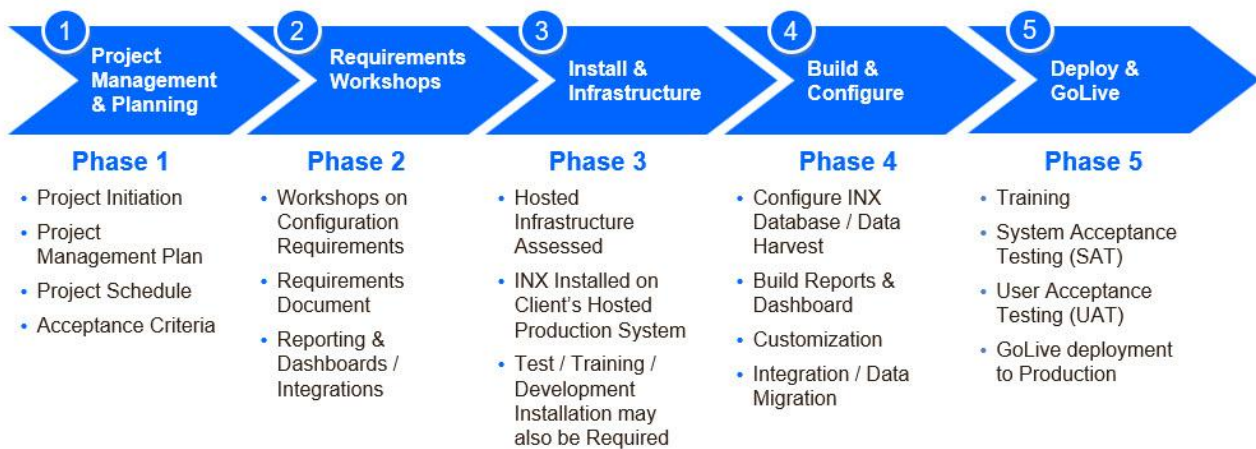 1
Project
Management
& Planning
2
Requirements
Workshops
3
Install &
Infrastructure
4
Build &
Configure
5
Deploy &
GoLive
Phase 1
• Project Initiation
• Project
Management Plan
• Project Schedule
• Acceptance Criteria
Phase 2
• Workshops on
Configuration
Requirements
• Requirements
Document
• Reporting &
Dashboards /
Integrations
Phase 3
• Hosted
Infrastructure
Assessed
• INX Installed on
Client's Hosted
Production System
• Test / Training /
Development
Installation may
also be Required
Phase 4
• Configure INX
Database / Data
Harvest
• Build Reports &
Dashboard
• Customization
• Integration / Data
Migration
Phase 5
• Training
• System Acceptance
Testing (SAT)
• User Acceptance
Testing (UAT)
• GoLive deployment
to Production